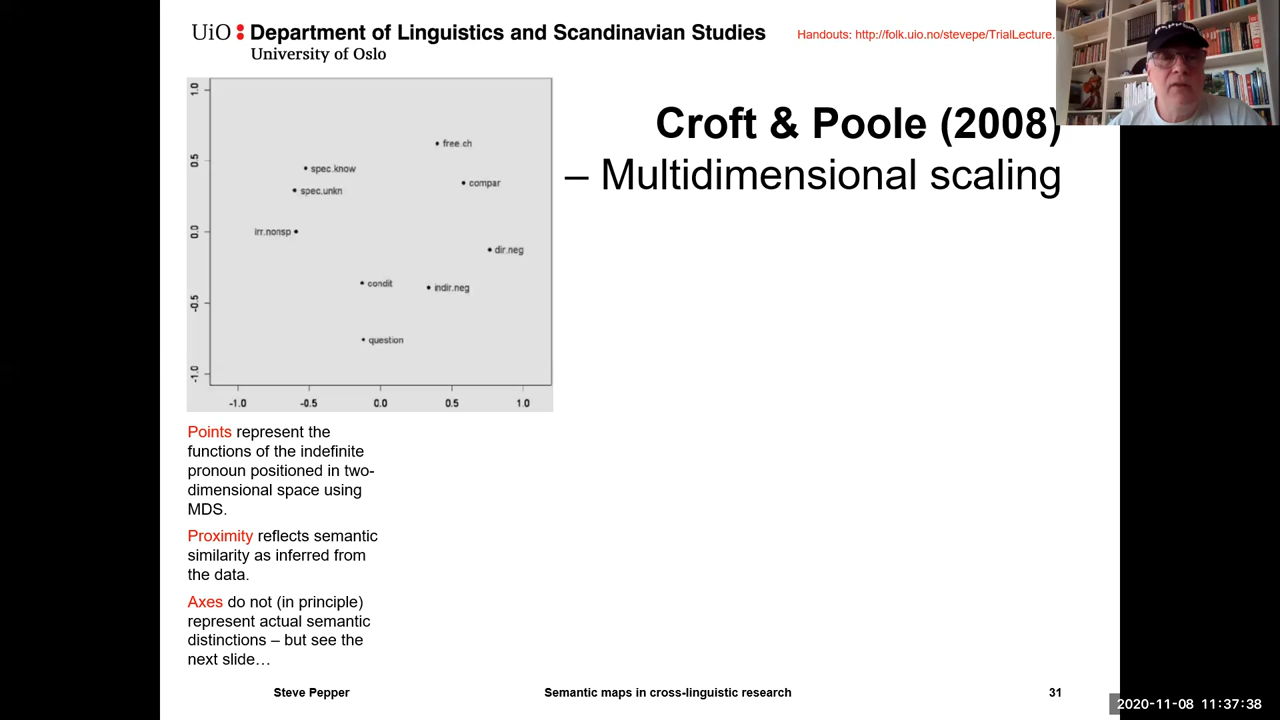 UiO : Department of Linguistics and Scandinavian Studies
University of Oslo
Handouts: http://folk.uio.no/stevepe/TrialLecture.
Croft & Poole (2008)
– Multidimensional scaling
1.0
0.5
0.0
-0.5
-1.0
free.ch
spec.know
compar
spec.unkn
irr.nonsp
dir.neg
condit
indir.neg
question
-1.0 -0.5 0.0 0.5 1.0
Points represent the
functions of the indefinite
pronoun positioned in two-
dimensional space using
MDS.
Proximity reflects semantic
similarity as inferred from
the data.
Axes do not (in principle)
represent actual semantic
distinctions – but see the
next slide…
Steve Pepper Semantic maps in cross-linguistic research 31
2020-11-08 11:37:38